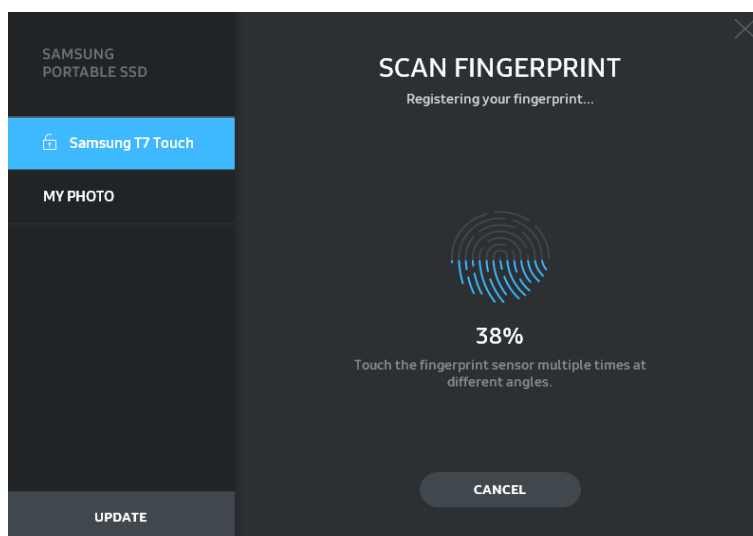 SAMSUNG
PORTABLE SSD
Samsung T7 Touch
MY PHOTO
UPDATE
SCAN FINGERPRINT
Registering your fingerprint...
38%
Touch the fingerprint sensor multiple times at
different angles.
CANCEL